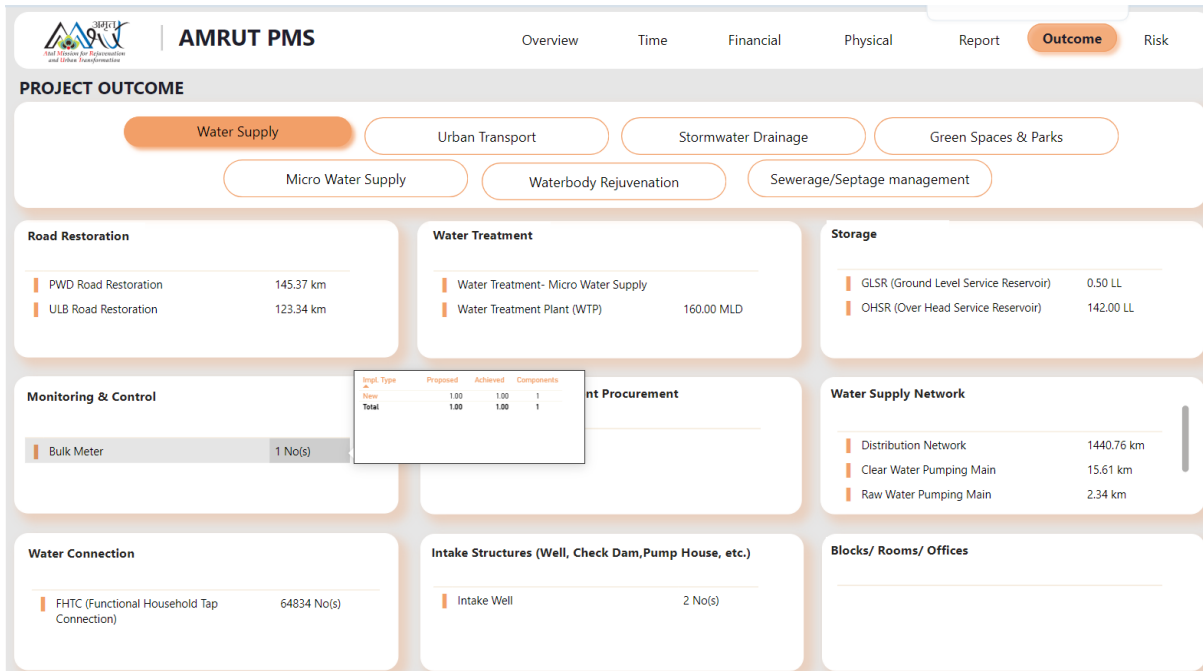 अमृत
Atal Mission for Rejuvenation
and Urban Transformation
AMRUT PMS
Overview
Time
Financial
Physical
Report
Outcome
Risk
PROJECT OUTCOME
Water Supply
Urban Transport
Stormwater Drainage
Green Spaces & Parks
Micro Water Supply
Waterbody Rejuvenation
Sewerage/Septage management
Road Restoration
PWD Road Restoration 145.37 km
ULB Road Restoration 123.34 km
Water Treatment
Water Treatment- Micro Water Supply
Water Treatment Plant (WTP) 160.00 MLD
Storage
GLSR (Ground Level Service Reservoir) 0.50 LL
OHSR (Over Head Service Reservoir) 142.00 LL
Monitoring & Control
Bulk Meter 1 No(s)
Impl. Type Proposed Achieved Components
New 1.00 1.00 1
Total 1.00 1.00 1
nt Procurement
Water Supply Network
Distribution Network 1440.76 km
Clear Water Pumping Main 15.61 km
Raw Water Pumping Main 2.34 km
Water Connection
FHTC (Functional Household Tap 64834 No(s)
Connection)
Intake Structures (Well, Check Dam,Pump House, etc.)
Intake Well 2 No(s)
Blocks/ Rooms/ Offices